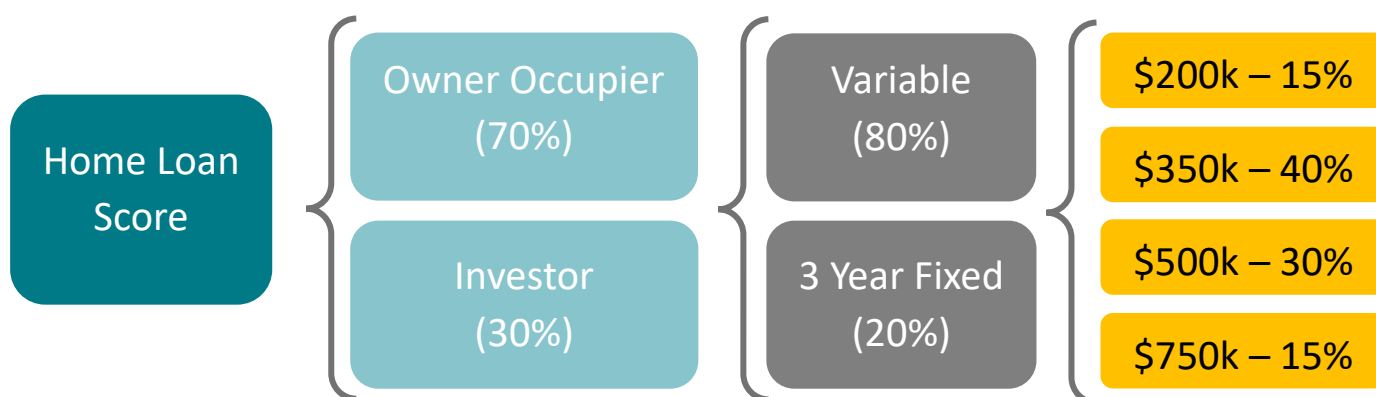 Home Loan
Score
Owner Occupier
(70%)
Investor
(30%)
Variable
(80%)
3 Year Fixed
(20%)
$200k – 15%
$350k – 40%
$500k – 30%
$750k – 15%